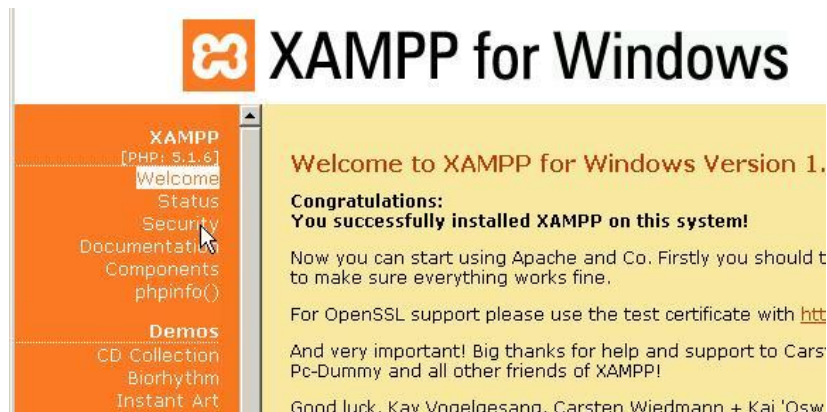 XAMPP for Windows
XAMPP
[PHP: 5.1.6]
Welcome
Status
Security
Documentation
Components
phpinfo()
Demos
CD Collection
Biorhythm
Instant Art
Welcome to XAMPP for Windows Version 1.
Congratulations:
You successfully installed XAMPP on this system!
Now you can start using Apache and Co. Firstly you should t
to make sure everything works fine.
For OpenSSL support please use the test certificate with htt
And very important! Big thanks for help and support to Cars
Pc-Dummy and all other friends of XAMPP!
Good luck, Kay Vogelgesang, Carsten Wiedmann + Kai 'Osw